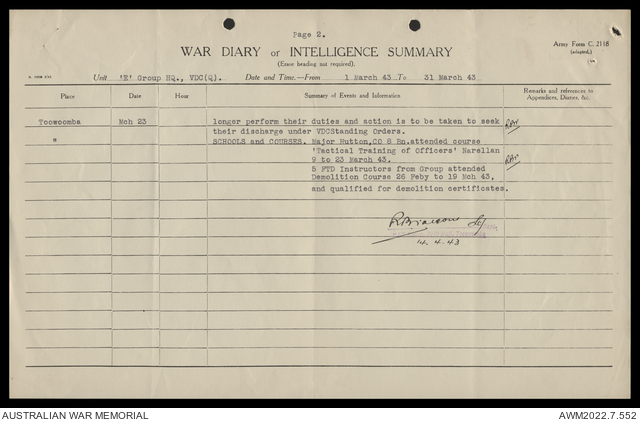 Page 2.
Army Form C. 2118
(adapted.)
WAR DIARY or INTELLIGENCE SUMMARY
(Erase heading not required).
Unit 'E' Group HQ., VDC(Q). Date and Time.—From 1 March 43 To 31 March 43
Place Date Hour Summary of Events and Information Remarks and references to Appendices, Diaries, &c.
Toowoomba Mch 23 longer perform their duties and action is to be taken to seek
their discharge under VDCStanding Orders.
" SCHOOLS and COURSES. Major Hutton,CO 8 Bn.attended course
'Tactical Training of Officers' Narellan
9 to 23 March 43.
5 FTD Instructors from Group attended
Demolition Course 26 Feby to 19 Mch 43,
and qualified for demolition certificates.
14.4.43
AUSTRALIAN WAR MEMORIAL
AWM2022.7.552